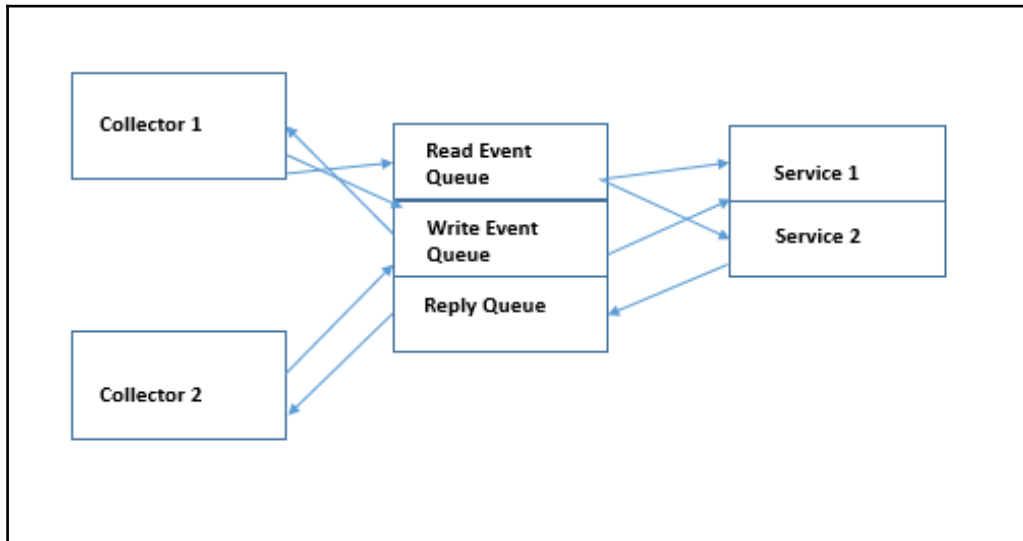 Collector 1
Read Event
Queue
Service 1
Write Event
Queue
Service 2
Reply Queue
Collector 2